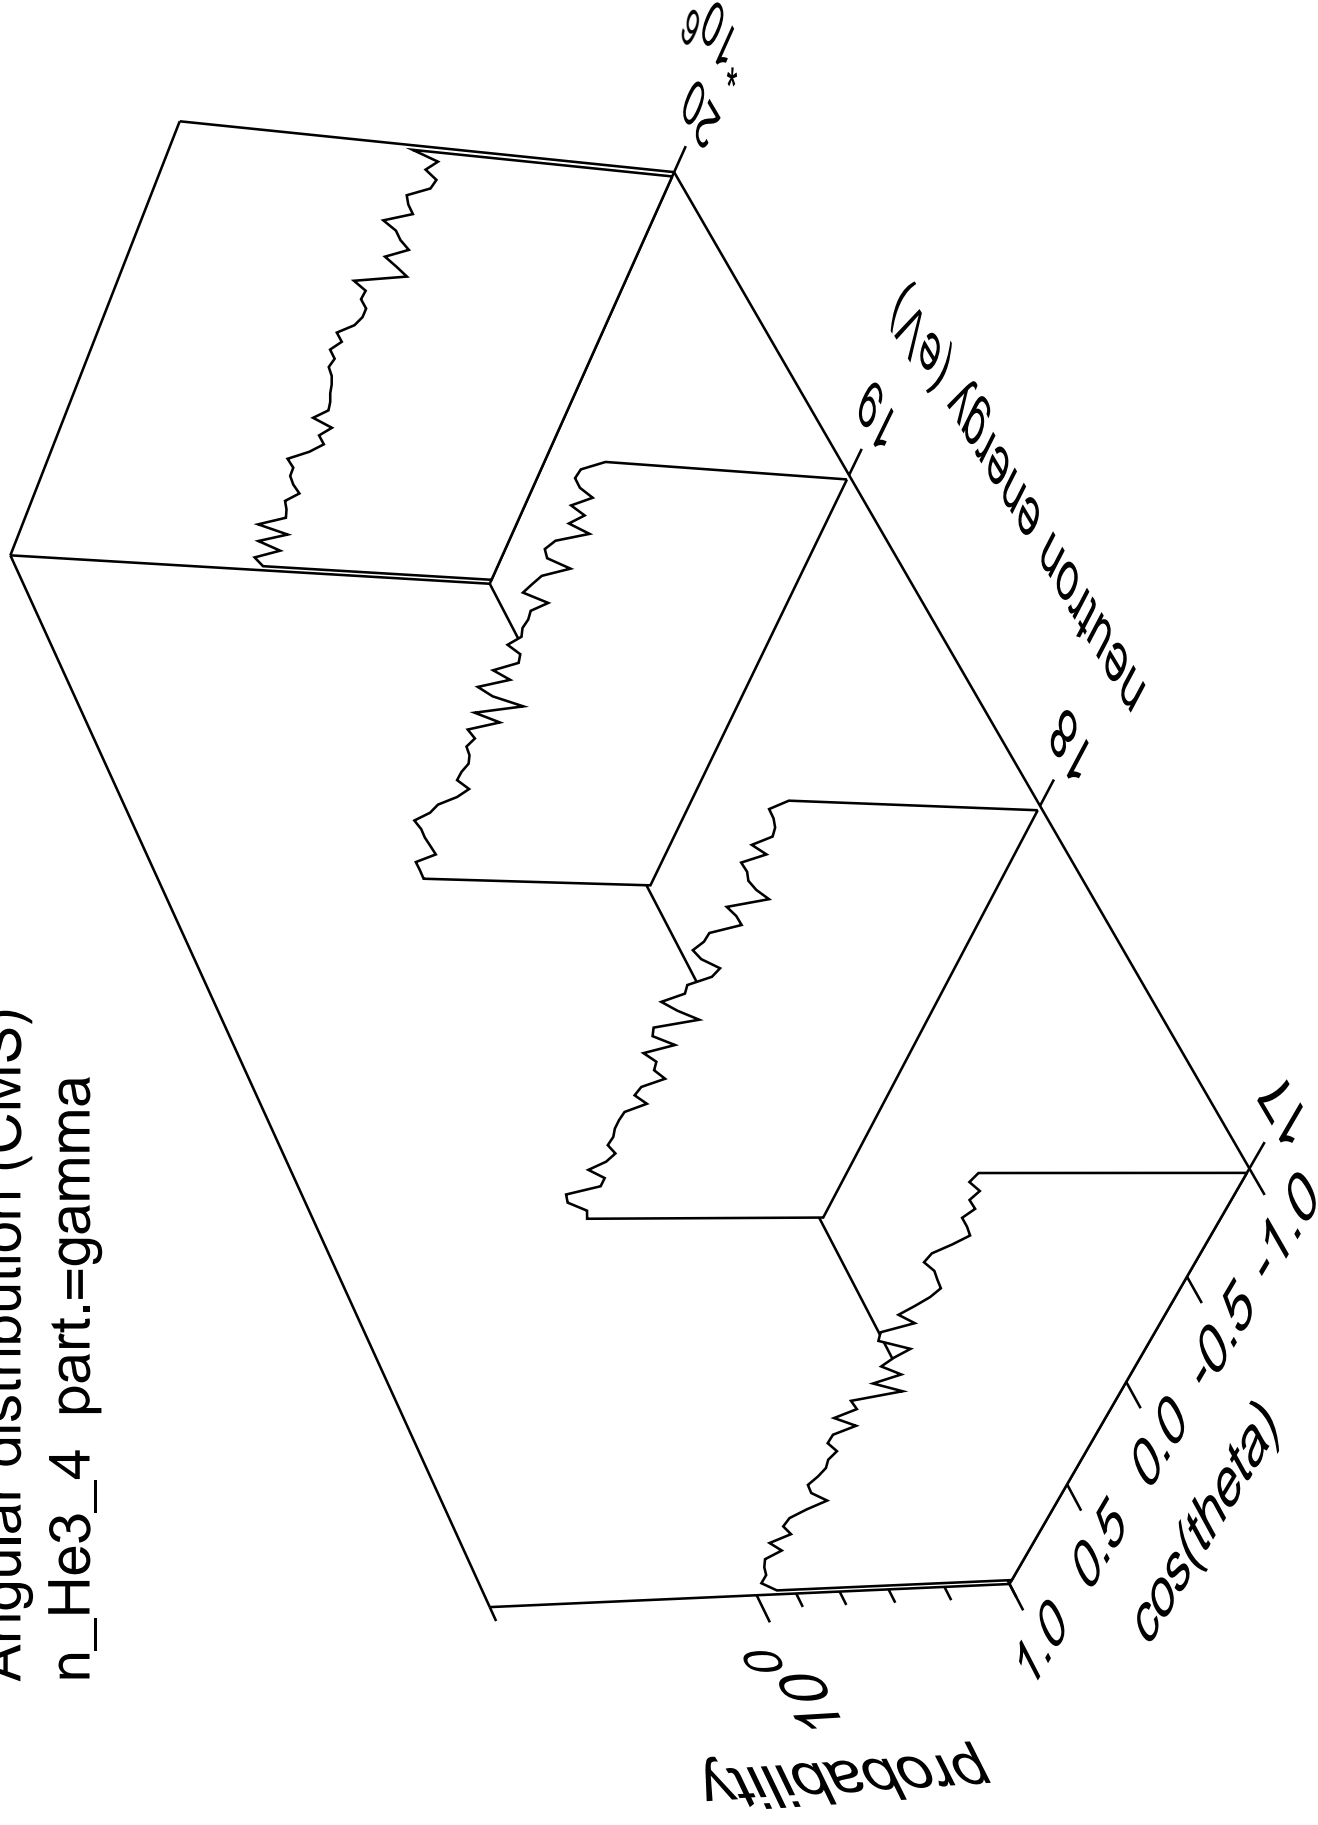 Angular distribution (CMS)
n_He3_4 part.=gamma
probability
10^0
1.0 0.5 0.0 -0.5 -1.0
cos(theta)
17 18 19 20
*10^6
neutron energy (eV)